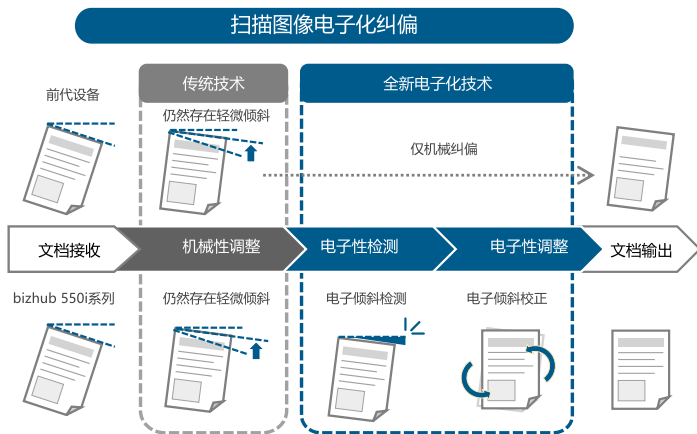 扫描图像电子化纠偏
传统技术
全新电子化技术
前代设备
仍然存在轻微倾斜
仅机械纠偏
文档接收
机械性调整
电子性检测
电子性调整
文档输出
bizhub 550i系列
仍然存在轻微倾斜
电子倾斜检测
电子倾斜校正